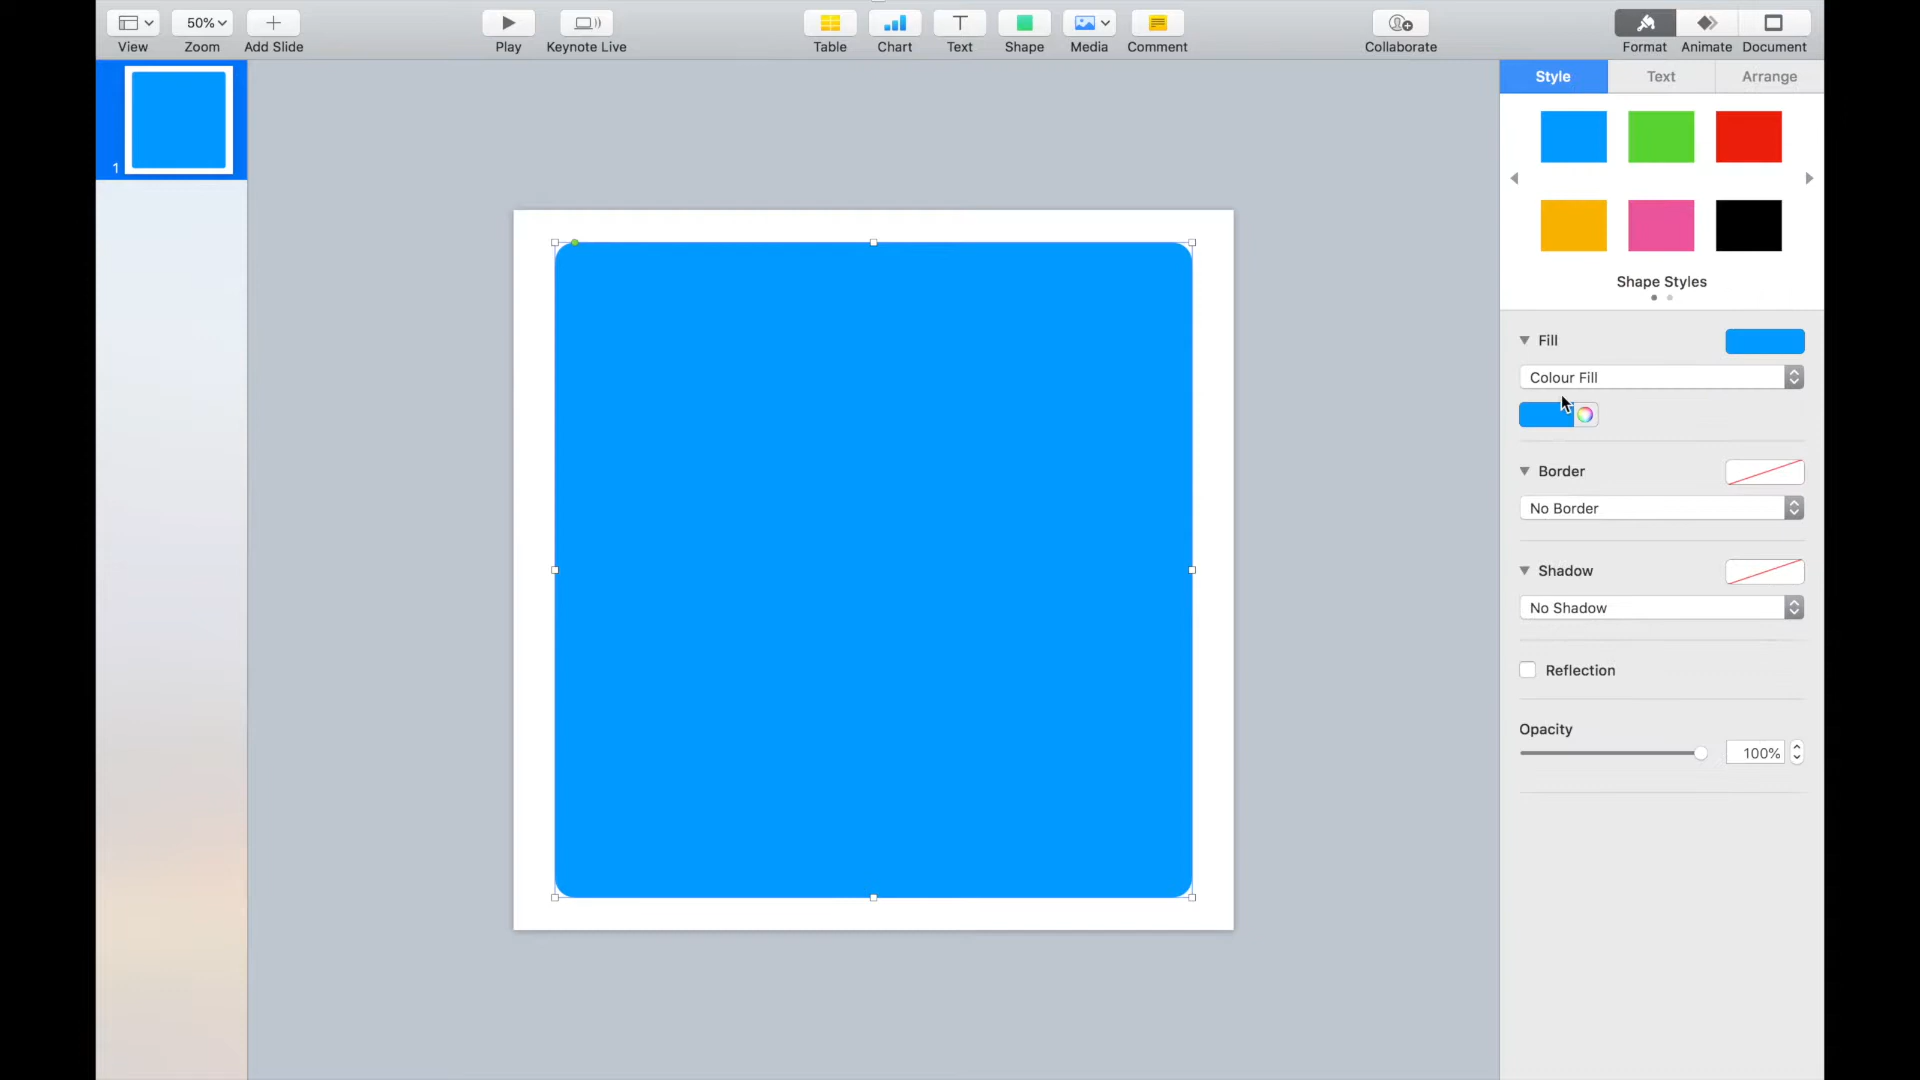 50%
View
Zoom
Add Slide
Play
Keynote Live
Table
Chart
Text
Shape
Media
Comment
Collaborate
Format
Animate
Document
1
Style
Text
Arrange
Shape Styles
Fill
Colour Fill
Border
No Border
Shadow
No Shadow
Reflection
Opacity
100%